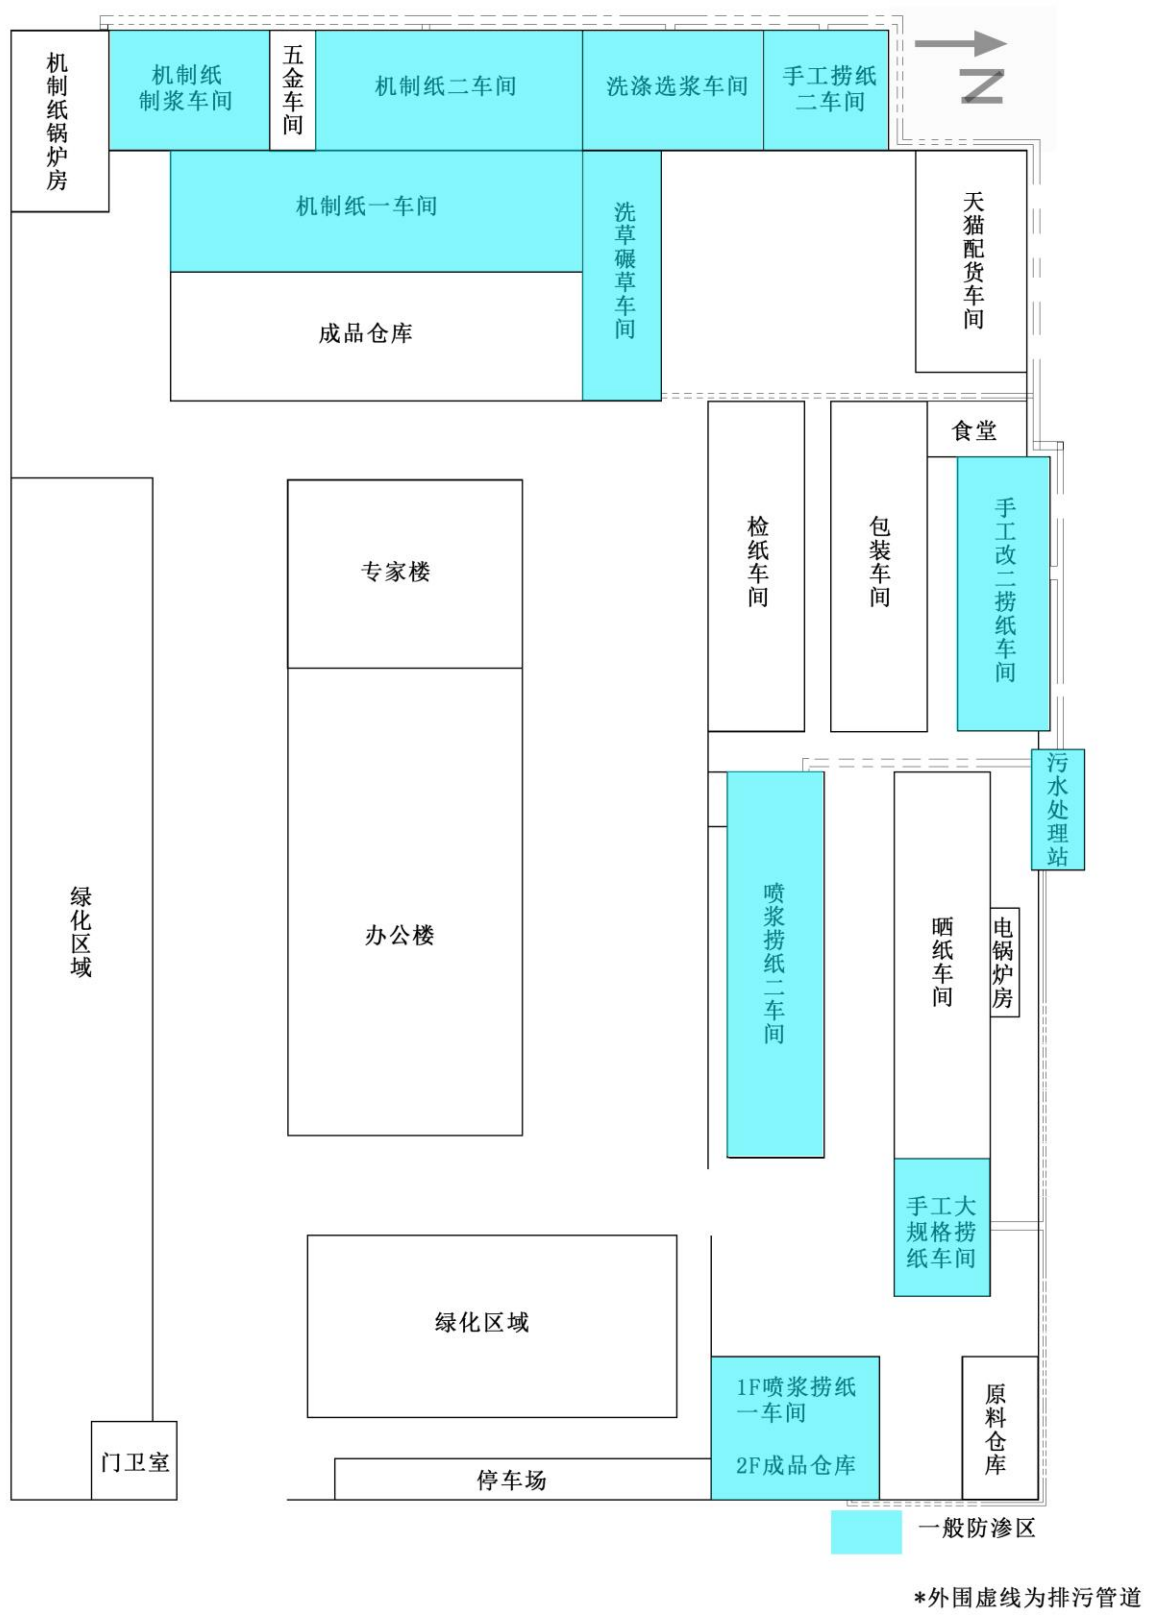 机制纸锅炉房
机制纸
制浆车间
五金车间
机制纸二车间
洗涤选浆车间
手工捞纸
二车间
N
机制纸一车间
洗草碾草车间
天猫配货车间
成品仓库
食堂
专家楼
检纸车间
包装车间
手工改二捞纸车间
污水处理站
绿化区域
办公楼
喷浆捞纸二车间
晒纸车间
电锅炉房
手工大
规格捞
纸车间
绿化区域
1F喷浆捞纸
一车间
2F成品仓库
原料仓库
门卫室
停车场
一般防渗区
*外围虚线为排污管道